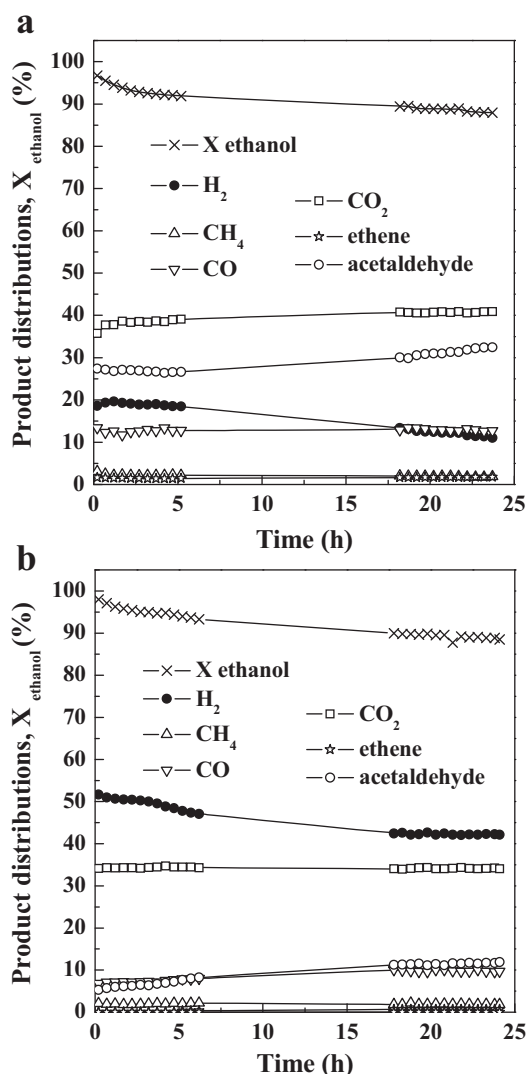 a
100
90
80
70
60
50
40
30
20
10
0
Product distributions, X ethanol (%)
X ethanol
H2
CH4
CO
CO2
ethene
acetaldehyde
0 5 10 15 20 25
Time (h)
b
100
90
80
70
60
50
40
30
20
10
0
Product distributions, X ethanol (%)
X ethanol
H2
CH4
CO
CO2
ethene
acetaldehyde
0 5 10 15 20 25
Time (h)